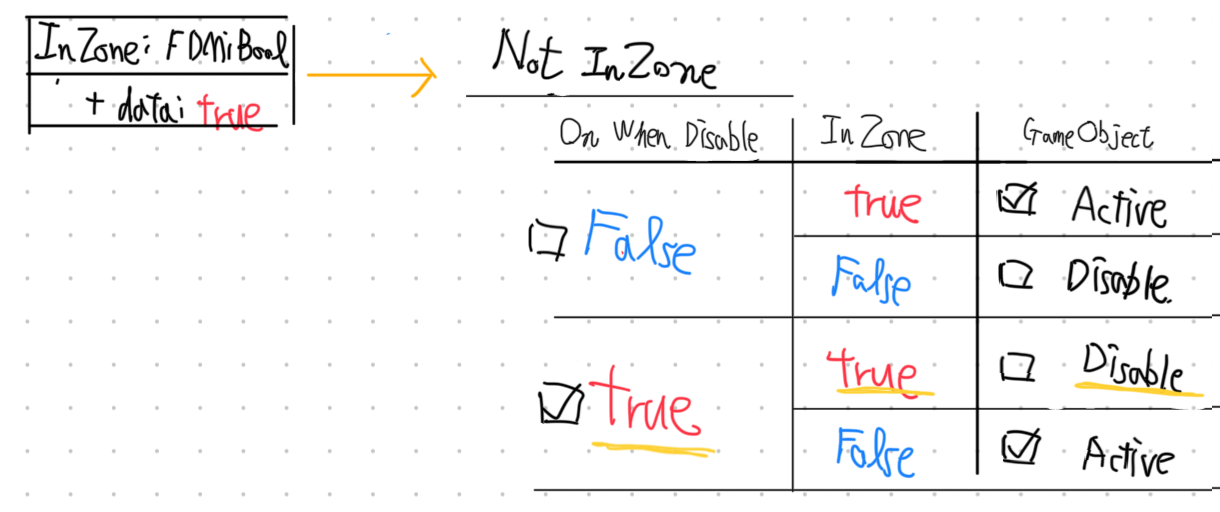 InZone: FDMiBool
+ data: true
Not InZone
On When Disable InZone GameObject
False true Active
False Disable.
true true Disable
False Active